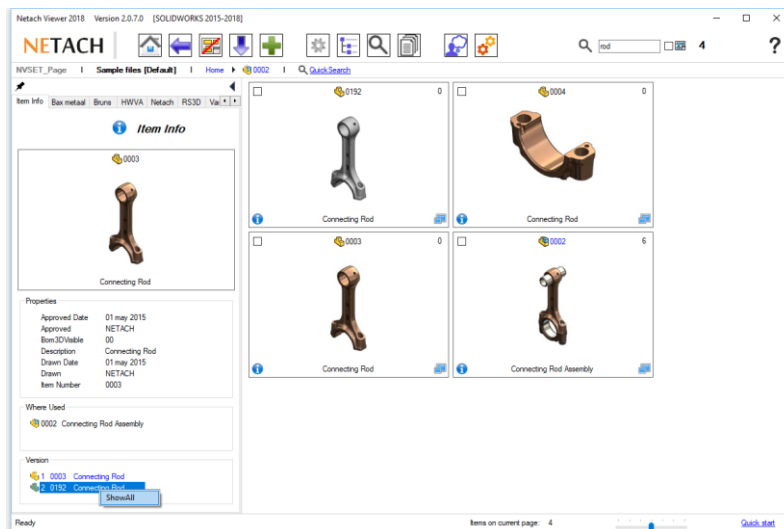 Netach Viewer 2018 Version 2.0.7.0 [SOLIDWORKS 2015-2018]
NETACH
rod 4 ?
NVSET_Page | Sample files [Default] | Home 0002 | QuickSearch
Item Info Bax metaal Bruns HWVA Netach RS3D
Item Info
0003
Connecting Rod
Properties
Approved Date 01 may 2015
Approved NETACH
Bom3DVisible 00
Description Connecting Rod
Drawn Date 01 may 2015
Drawn NETACH
Item Number 0003
Where Used
0002 Connecting Rod Assembly
Version
1 0003 Connecting Rod
2 0192 Connecting Rod
ShowAll
0192 0
Connecting Rod
0004 0
Connecting Rod
0003 0
Connecting Rod
0002 6
Connecting Rod Assembly
Ready
Items on current page: 4
Quick start